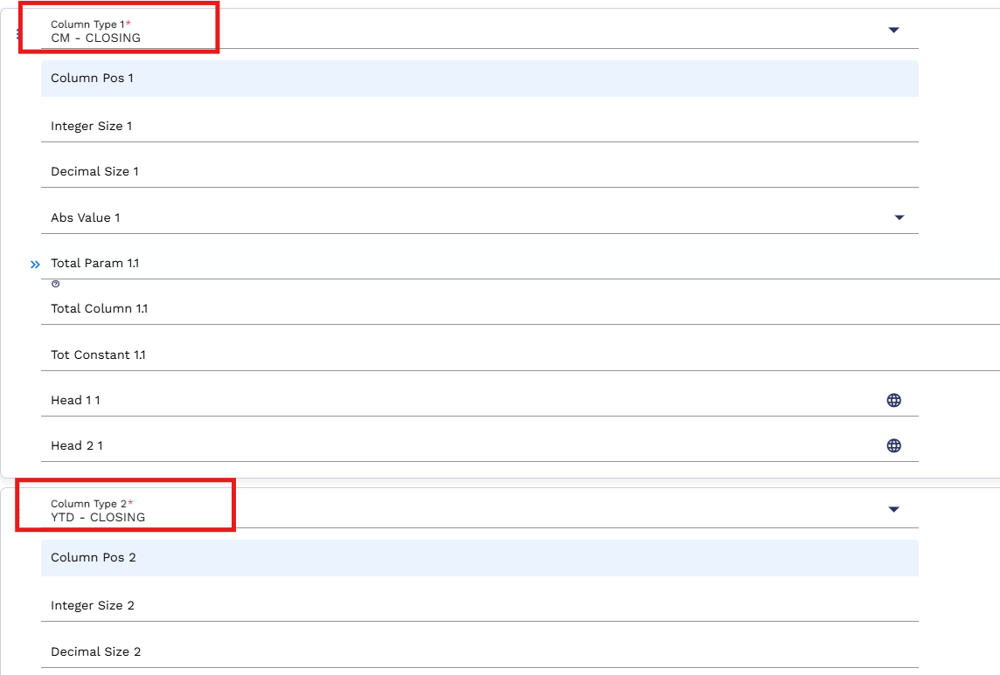 Column Type 1*
CM - CLOSING
Column Pos 1
Integer Size 1
Decimal Size 1
Abs Value 1
Total Param 1.1
Total Column 1.1
Tot Constant 1.1
Head 1 1
Head 2 1
Column Type 2*
YTD - CLOSING
Column Pos 2
Integer Size 2
Decimal Size 2